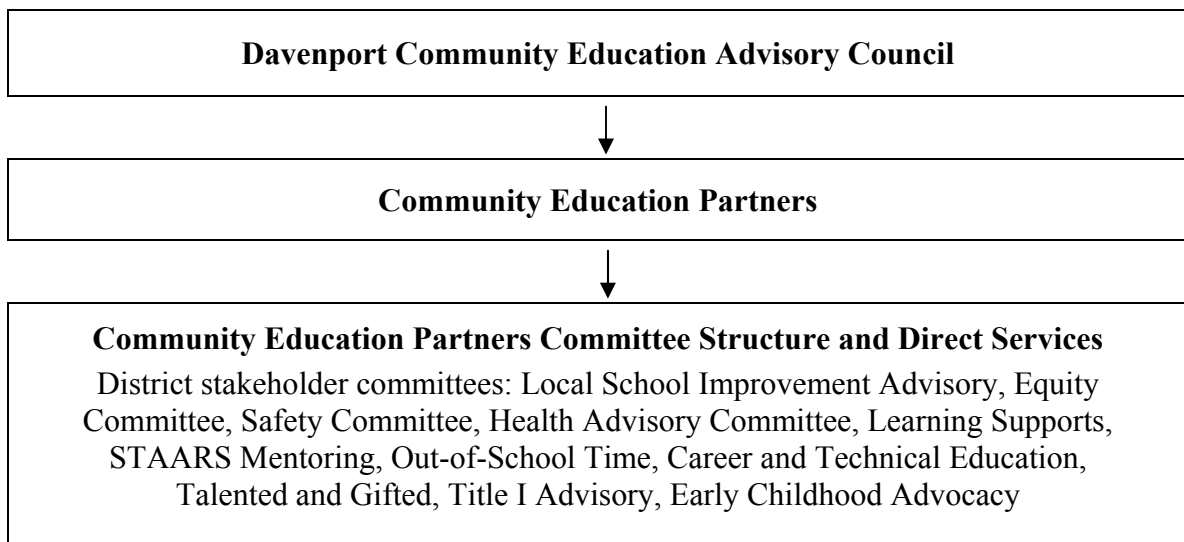 Davenport Community Education Advisory Council
Community Education Partners
Community Education Partners Committee Structure and Direct Services
District stakeholder committees: Local School Improvement Advisory, Equity
Committee, Safety Committee, Health Advisory Committee, Learning Supports,
STAARS Mentoring, Out-of-School Time, Career and Technical Education,
Talented and Gifted, Title I Advisory, Early Childhood Advocacy